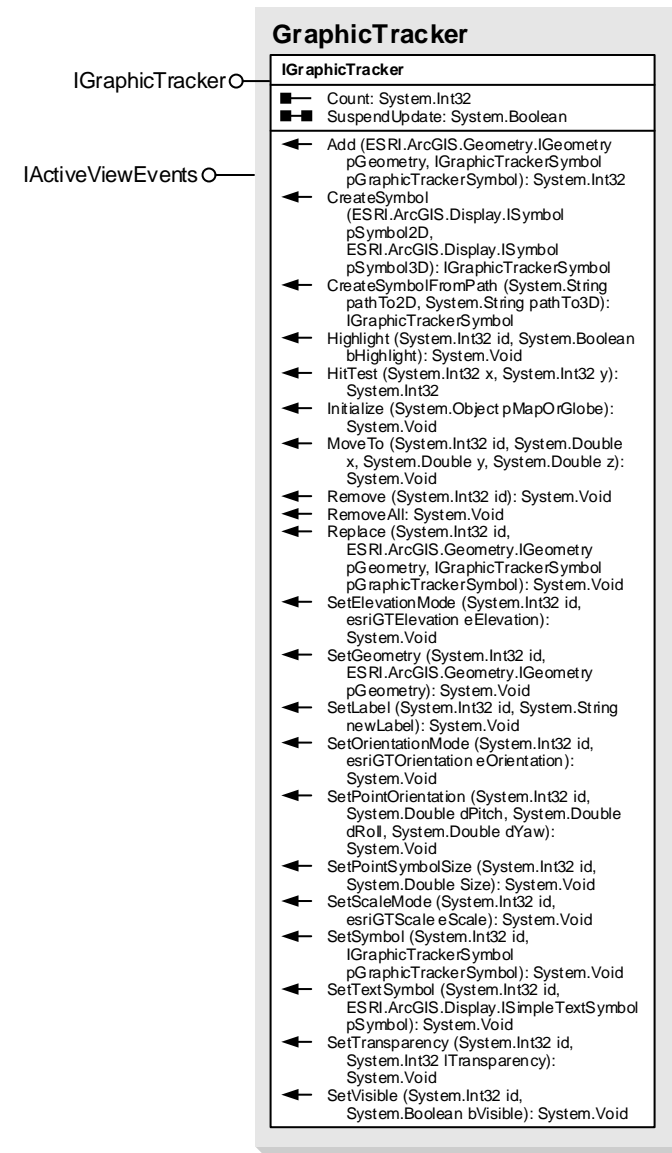 GraphicTracker
IGraphicTracker
IGraphicTracker
Count: System.Int32
SuspendUpdate: System.Boolean
IActiveViewEvents
Add (ESRI.ArcGIS.Geometry.IGeometry
pGeometry, IGraphicTrackerSymbol
pGraphicTrackerSymbol): System.Int32
CreateSymbol
(ESRI.ArcGIS.Display.ISymbol
pSymbol2D,
ESRI.ArcGIS.Display.ISymbol
pSymbol3D): IGraphicTrackerSymbol
CreateSymbolFromPath (System.String
pathTo2D, System.String pathTo3D):
IGraphicTrackerSymbol
Highlight (System.Int32 id, System.Boolean
bHighlight): System.Void
HitTest (System.Int32 x, System.Int32 y):
System.Int32
Initialize (System.Object pMapOrGlobe):
System.Void
MoveTo (System.Int32 id, System.Double
x, System.Double y, System.Double z):
System.Void
Remove (System.Int32 id): System.Void
RemoveAll: System.Void
Replace (System.Int32 id,
ESRI.ArcGIS.Geometry.IGeometry
pGeometry, IGraphicTrackerSymbol
pGraphicTrackerSymbol): System.Void
SetElevationMode (System.Int32 id,
esriGTElevation eElevation):
System.Void
SetGeometry (System.Int32 id,
ESRI.ArcGIS.Geometry.IGeometry
pGeometry): System.Void
SetLabel (System.Int32 id, System.String
newLabel): System.Void
SetOrientationMode (System.Int32 id,
esriGTOrientation eOrientation):
System.Void
SetPointOrientation (System.Int32 id,
System.Double dPitch, System.Double
dRoll, System.Double dYaw):
System.Void
SetPointSymbolSize (System.Int32 id,
System.Double Size): System.Void
SetScaleMode (System.Int32 id,
esriGTScale eScale): System.Void
SetSymbol (System.Int32 id,
IGraphicTrackerSymbol
pGraphicTrackerSymbol): System.Void
SetTextSymbol (System.Int32 id,
ESRI.ArcGIS.Display.ISimpleTextSymbol
pSymbol): System.Void
SetTransparency (System.Int32 id,
System.Int32 lTransparency):
System.Void
SetVisible (System.Int32 id,
System.Boolean bVisible): System.Void